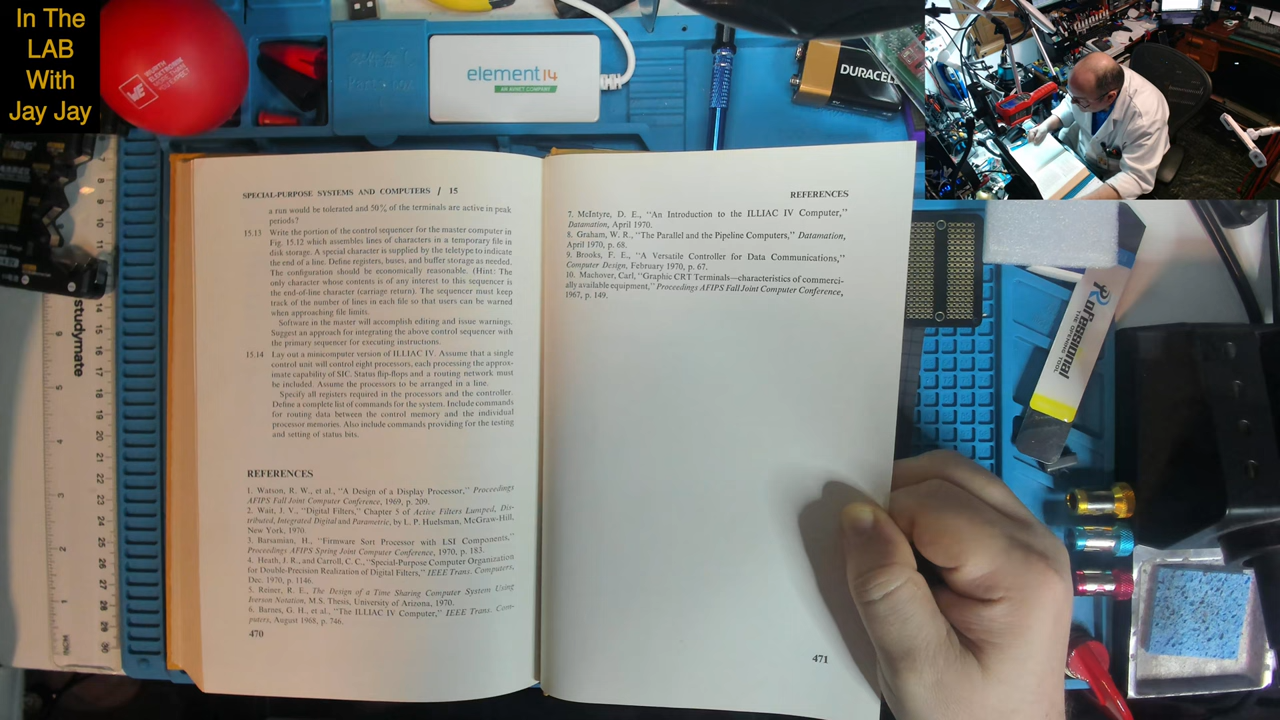 In The
LAB
With
Jay Jay
WURTH
ELEKTRONIK
MORE THAN
YOU EXPECT
WE
element14
AN AVNET COMPANY
DURACELL
studymate
Professional
THE OPENING TOOL
SPECIAL-PURPOSE SYSTEMS AND COMPUTERS / 15
a run would be tolerated and 50% of the terminals are active in peak
periods?
15.13 Write the portion of the control sequencer for the master computer in
Fig. 15.12 which assembles lines of characters in a temporary file in
disk storage. A special character is supplied by the teletype to indicate
the end of a line. Define registers, buses, and buffer storage as needed.
The configuration should be economically reasonable. (Hint: The
only character whose contents is of any interest to this sequencer is
the end-of-line character (carriage return). The sequencer must keep
track of the number of lines in each file so that users can be warned
when approaching file limits.
Software in the master will accomplish editing and issue warnings.
Suggest an approach for integrating the above control sequencer with
the primary sequencer for executing instructions.
15.14 Lay out a minicomputer version of ILLIAC IV. Assume that a single
control unit will control eight processors, each processing the approx-
imate capability of SIC. Status flip-flops and a routing network must
be included. Assume the processors to be arranged in a line.
Specify all registers required in the processors and the controller.
Define a complete list of commands for the system. Include commands
for routing data between the control memory and the individual
processor memories. Also include commands providing for the testing
and setting of status bits.
REFERENCES
1. Watson, R. W., et al., “A Design of a Display Processor,” Proceedings
AFIPS Fall Joint Computer Conference, 1969, p. 209.
2. Wait, J. V., “Digital Filters,” Chapter 5 of Active Filters Lumped, Dis-
tributed, Integrated Digital and Parametric, by L. P. Huelsman, McGraw-Hill,
New York, 1970.
3. Barsamian, H., “Firmware Sort Processor with LSI Components,”
Proceedings AFIPS Spring Joint Computer Conference, 1970, p. 183.
4. Heath, J. R., and Carroll, C. C., “Special-Purpose Computer Organization
for Double-Precision Realization of Digital Filters,” IEEE Trans. Computers,
Dec. 1970, p. 1146.
5. Reiner, R. E., The Design of a Time Sharing Computer System Using
Iverson Notation, M.S. Thesis, University of Arizona, 1970.
6. Barnes, G. H., et al., “The ILLIAC IV Computer,” IEEE Trans. Com-
puters, August 1968, p. 746.
470
REFERENCES
7. McIntyre, D. E., “An Introduction to the ILLIAC IV Computer,”
Datamation, April 1970.
8. Graham, W. R., “The Parallel and the Pipeline Computers,” Datamation,
April 1970, p. 68.
9. Brooks, F. E., “A Versatile Controller for Data Communications,”
Computer Design, February 1970, p. 67.
10. Machover, Carl, “Graphic CRT Terminals—characteristics of commerci-
ally available equipment,” Proceedings AFIPS Fall Joint Computer Conference,
1967, p. 149.
471